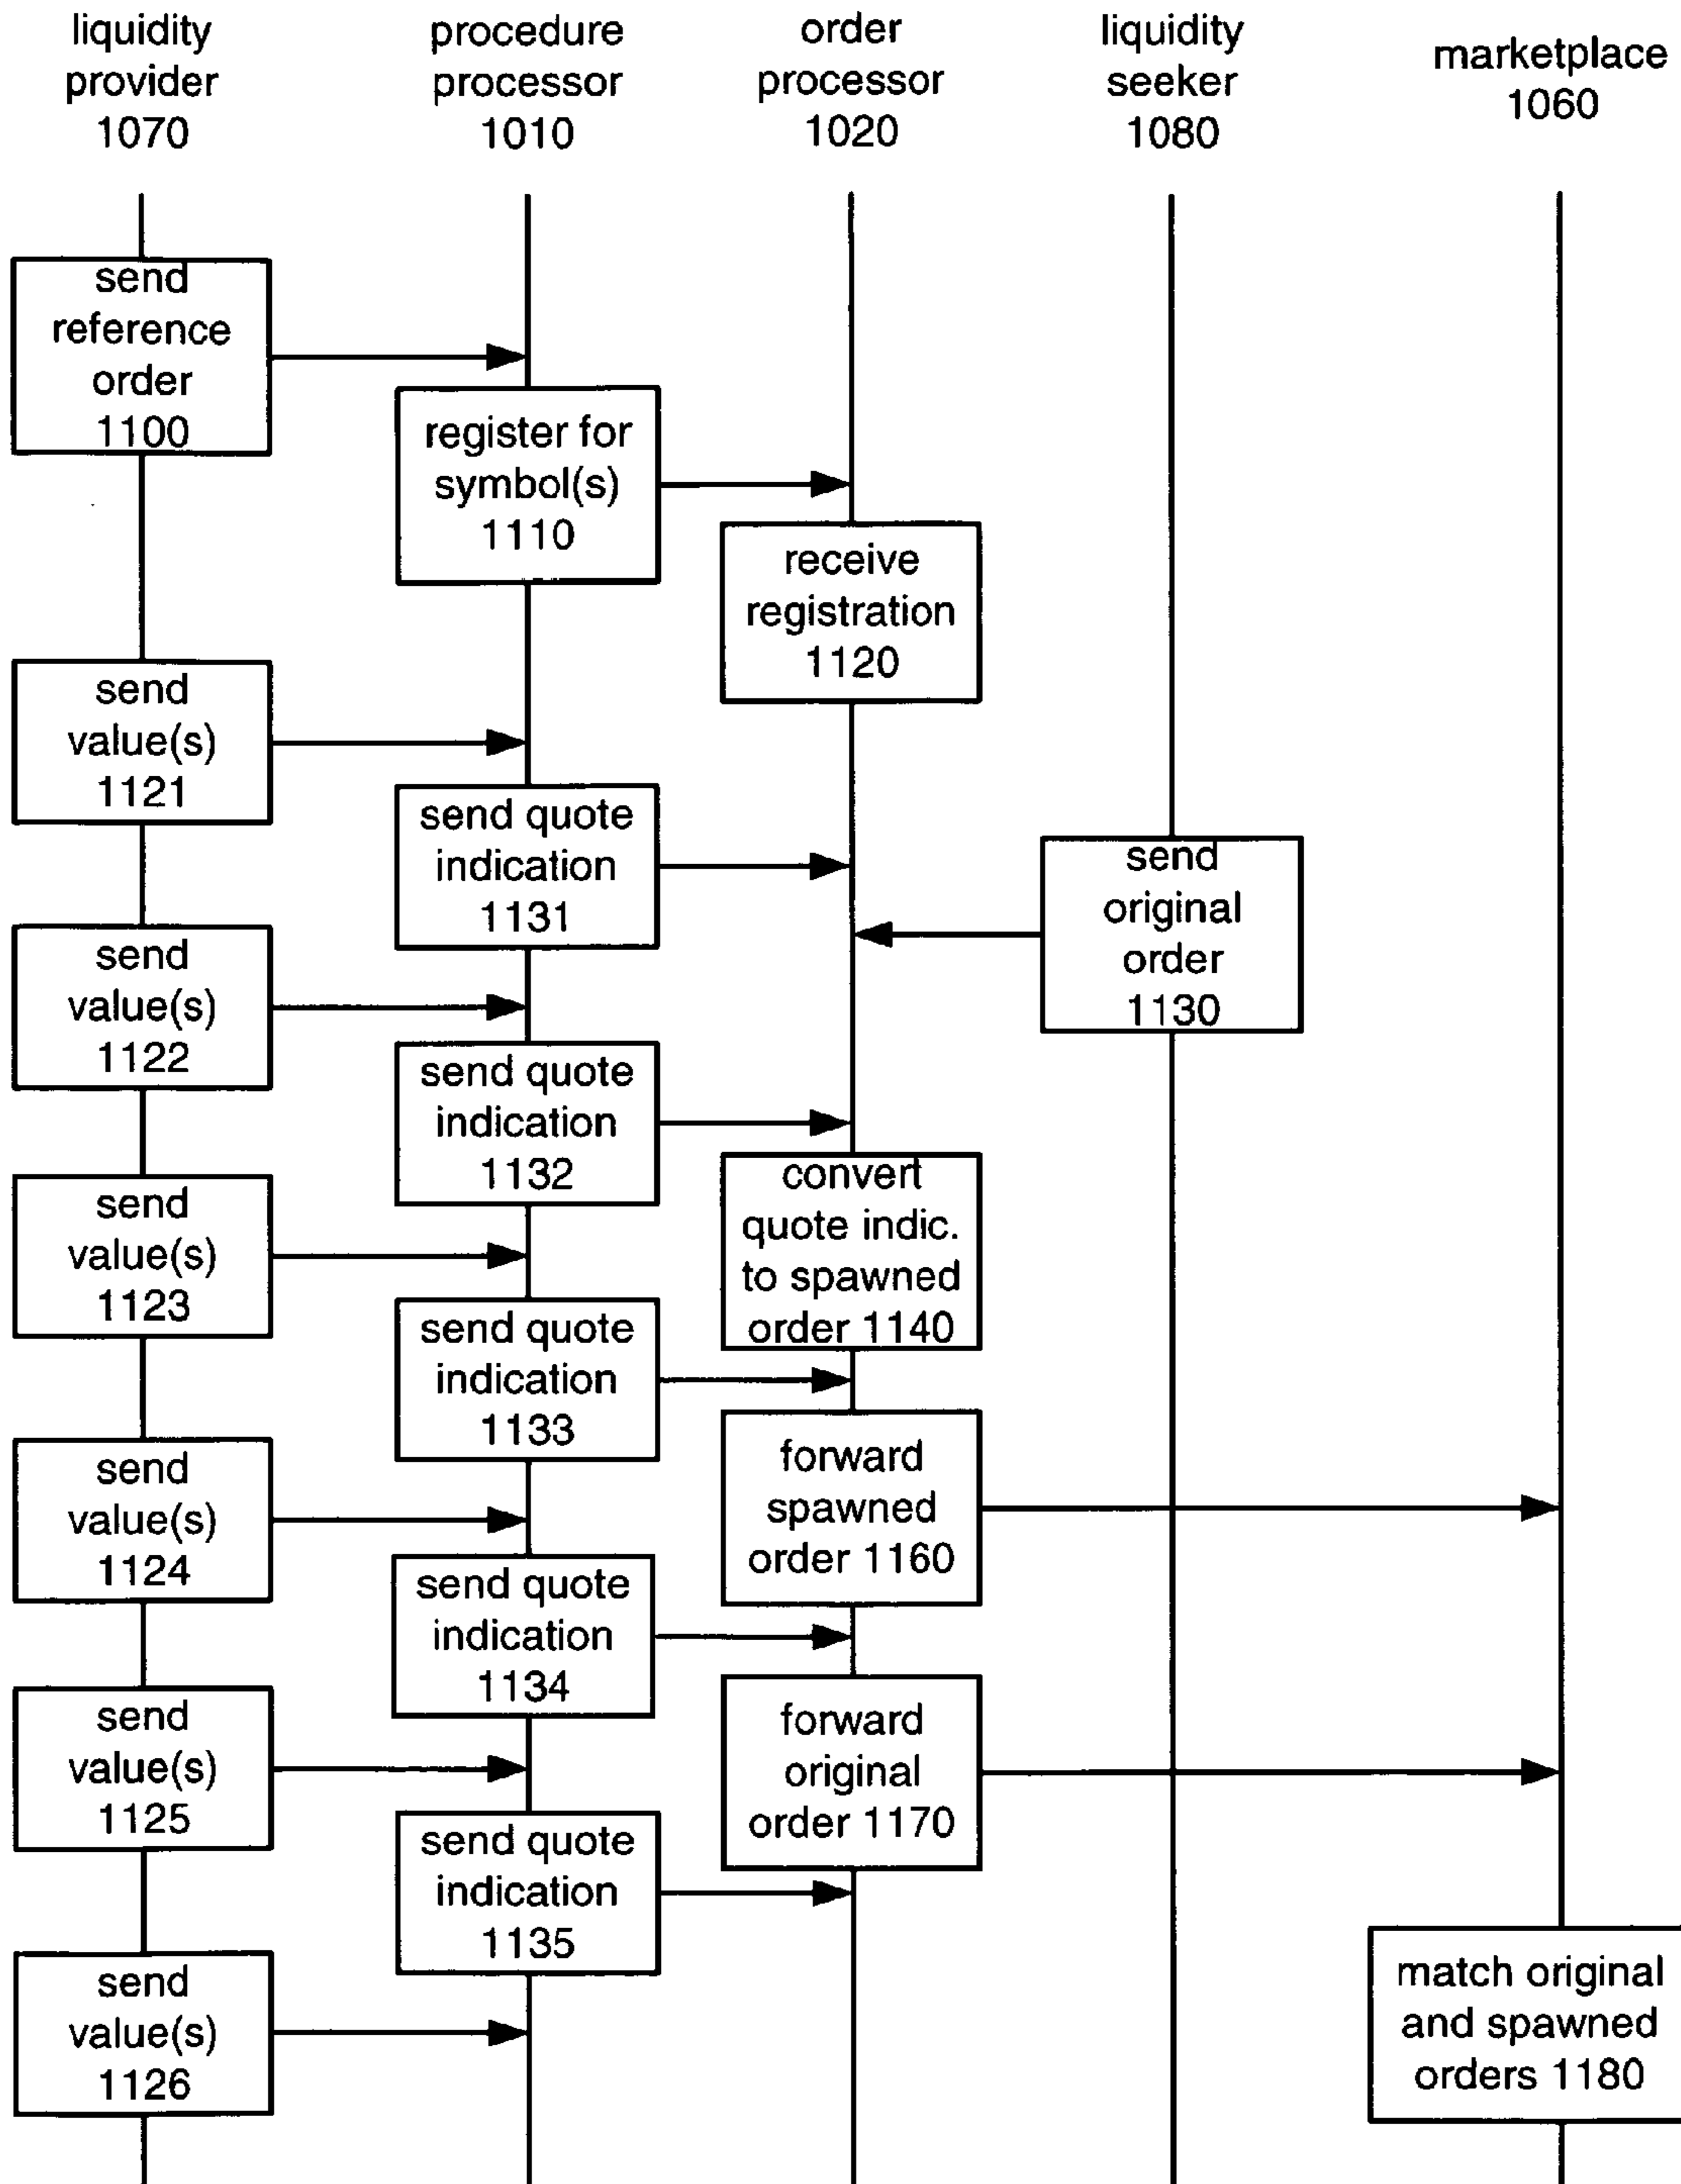 liquidity
provider
1070
procedure
processor
1010
order
processor
1020
liquidity
seeker
1080
marketplace
1060
send
reference
order
1100
register for
symbol(s)
1110
receive
registration
1120
send
value(s)
1121
send quote
indication
1131
send
original
order
1130
send
value(s)
1122
send quote
indication
1132
convert
quote indic.
to spawned
order 1140
send
value(s)
1123
send quote
indication
1133
forward
spawned
order 1160
send
value(s)
1124
send quote
indication
1134
forward
original
order 1170
send
value(s)
1125
send quote
indication
1135
match original
and spawned
orders 1180
send
value(s)
1126